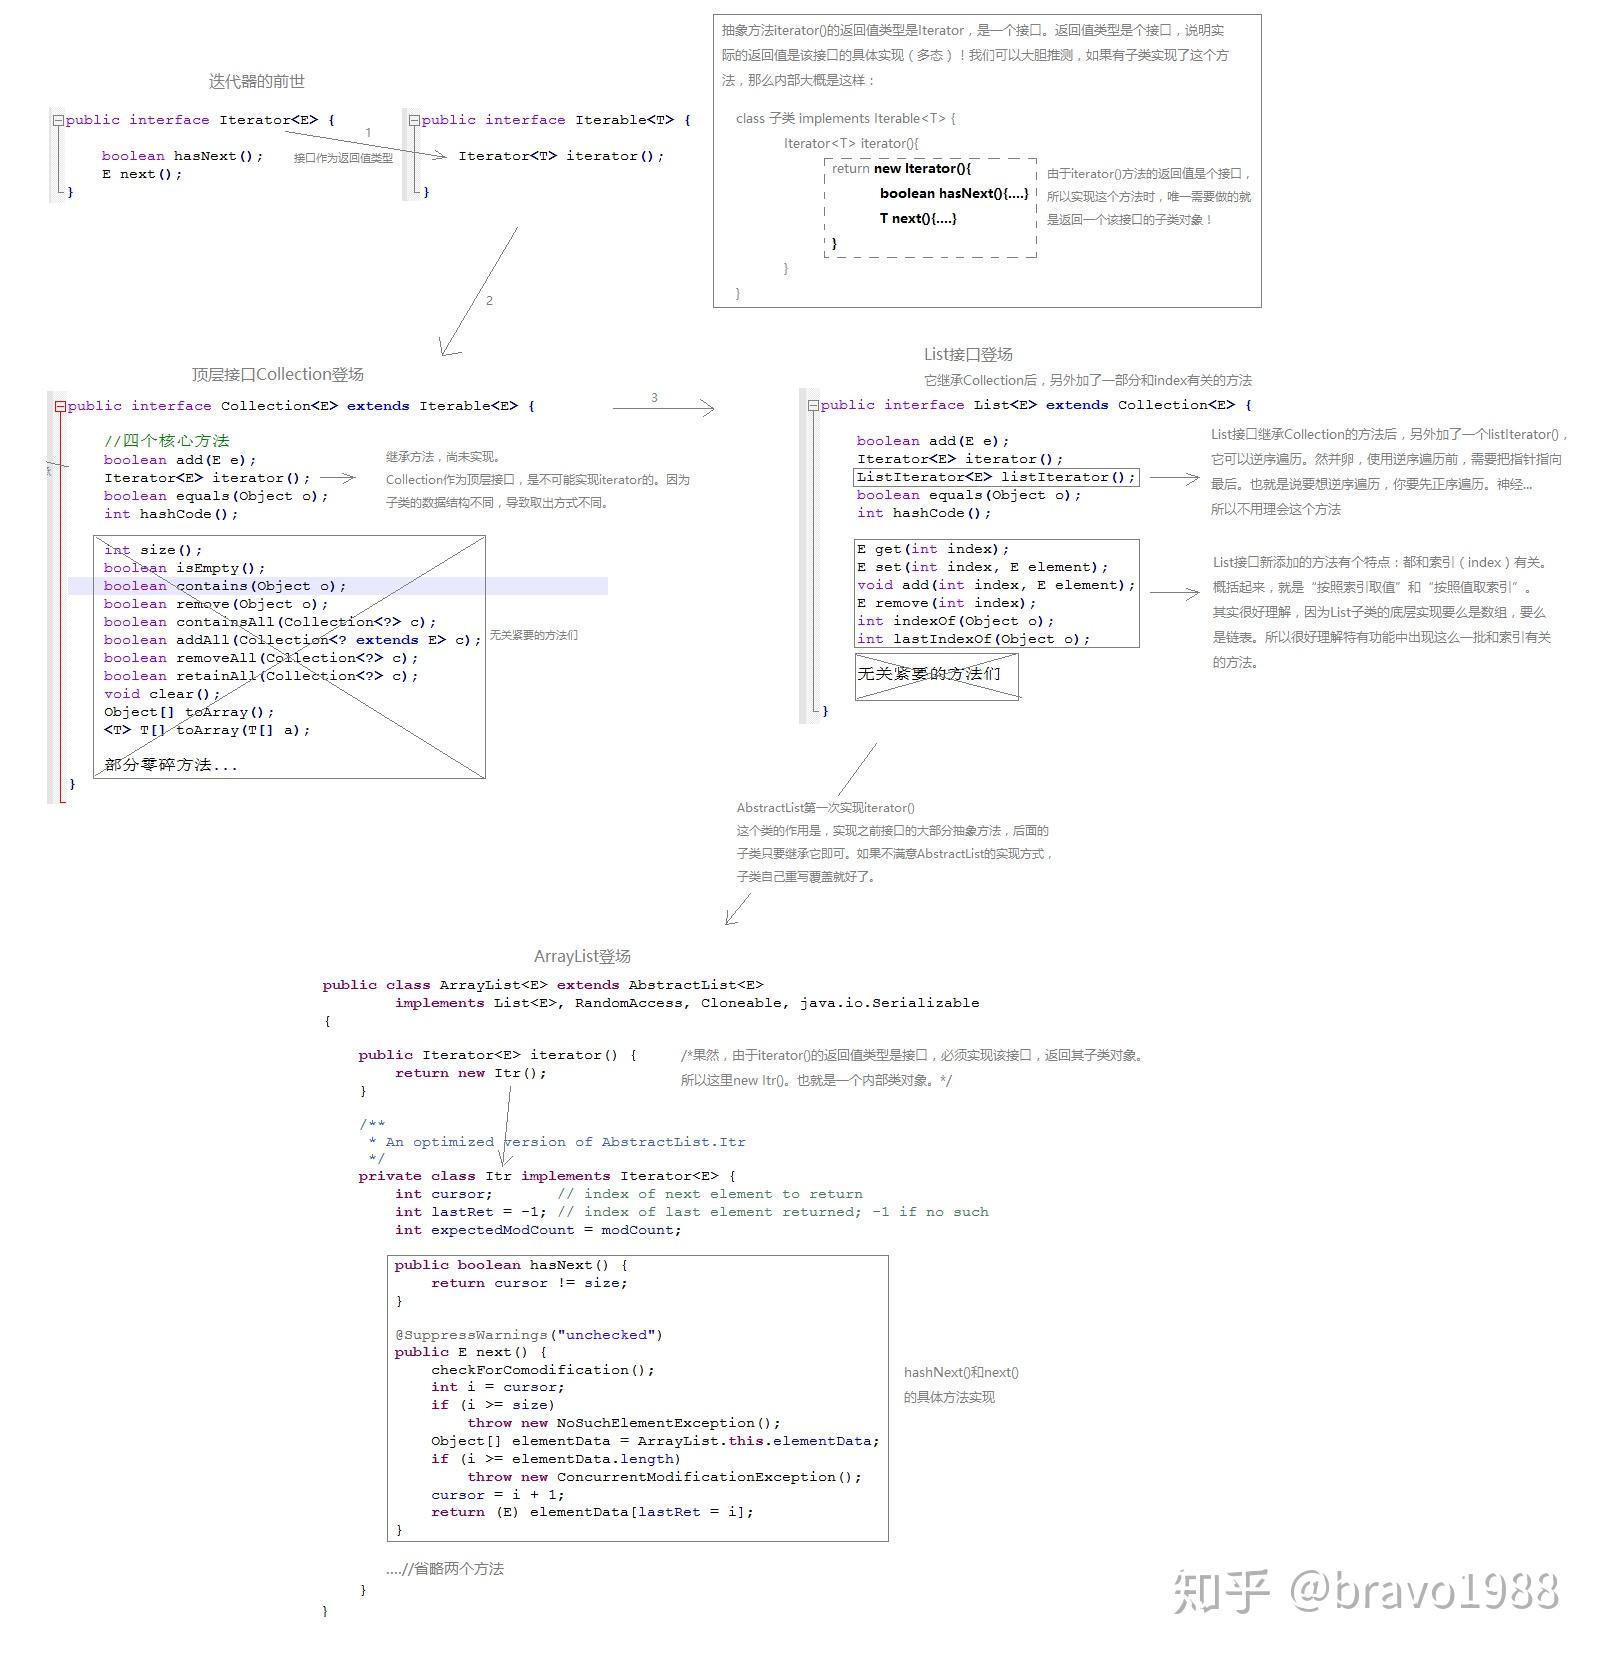 迭代器的前世
public interface Iterator<E> {
boolean hasNext();
E next();
}
1
接口作为返回值类型
public interface Iterable<T> {
Iterator<T> iterator();
}
抽象方法iterator()的返回值类型是Iterator，是一个接口。返回值类型是个接口，说明实
际的返回值是该接口的具体实现（多态）！我们可以大胆推测，如果有子类实现了这个方
法，那么内部大概是这样：
class 子类 implements Iterable<T> {
Iterator<T> iterator(){
return new Iterator(){
boolean hasNext(){....}
T next(){....}
}
}
}
由于iterator()方法的返回值是个接口，
所以实现这个方法时，唯一需要做的就
是返回一个该接口的子类对象！
2
顶层接口Collection登场
public interface Collection<E> extends Iterable<E> {
//四个核心方法
boolean add(E e);
Iterator<E> iterator();
boolean equals(Object o);
int hashCode();
继承方法，尚未实现。
Collection作为顶层接口，是不可能实现iterator的。因为
子类的数据结构不同，导致取出方式不同。
int size();
boolean isEmpty();
boolean contains(Object o);
boolean remove(Object o);
boolean containsAll(Collection<?> c);
boolean addAll(Collection<? extends E> c);
boolean removeAll(Collection<?> c);
boolean retainAll(Collection<?> c);
void clear();
Object[] toArray();
<T> T[] toArray(T[] a);
部分零碎方法...
}
无关紧要的方法们
3
List接口登场
它继承Collection后，另外加了一部分和index有关的方法
public interface List<E> extends Collection<E> {
boolean add(E e);
Iterator<E> iterator();
ListIterator<E> listIterator();
boolean equals(Object o);
int hashCode();
E get(int index);
E set(int index, E element);
void add(int index, E element);
E remove(int index);
int indexOf(Object o);
int lastIndexOf(Object o);
无关紧要的方法们
}
List接口继承Collection的方法后，另外加了一个listIterator()，
它可以逆序遍历。然并卵，使用逆序遍历前，需要把指针指向
最后。也就是说要想逆序遍历，你要先正序遍历。神经...
所以不用理会这个方法
List接口新添加的方法有个特点：都和索引（index）有关。
概括起来，就是“按照索引取值”和“按照值取索引”。
其实很好理解，因为List子类的底层实现要么是数组，要么
是链表。所以很好理解特有功能中出现这么一批和索引有关
的方法。
AbstractList第一次实现iterator()
这个类的作用是，实现之前接口的大部分抽象方法，后面的
子类只要继承它即可。如果不满意AbstractList的实现方式，
子类自己重写覆盖就好了。
ArrayList登场
public class ArrayList<E> extends AbstractList<E>
implements List<E>, RandomAccess, Cloneable, java.io.Serializable
{
public Iterator<E> iterator() {
return new Itr();
}
/*果然，由于iterator()的返回值类型是接口，必须实现该接口，返回其子类对象。
所以这里new Itr()。也就是一个内部类对象。*/
/**
* An optimized version of AbstractList.Itr
*/
private class Itr implements Iterator<E> {
int cursor; // index of next element to return
int lastRet = -1; // index of last element returned; -1 if no such
int expectedModCount = modCount;
public boolean hasNext() {
return cursor != size;
}
@SuppressWarnings("unchecked")
public E next() {
checkForComodification();
int i = cursor;
if (i >= size)
throw new NoSuchElementException();
Object[] elementData = ArrayList.this.elementData;
if (i >= elementData.length)
throw new ConcurrentModificationException();
cursor = i + 1;
return (E) elementData[lastRet = i];
}
hashNext()和next()
的具体方法实现
....//省略两个方法
}
}
知乎 @bravo1988